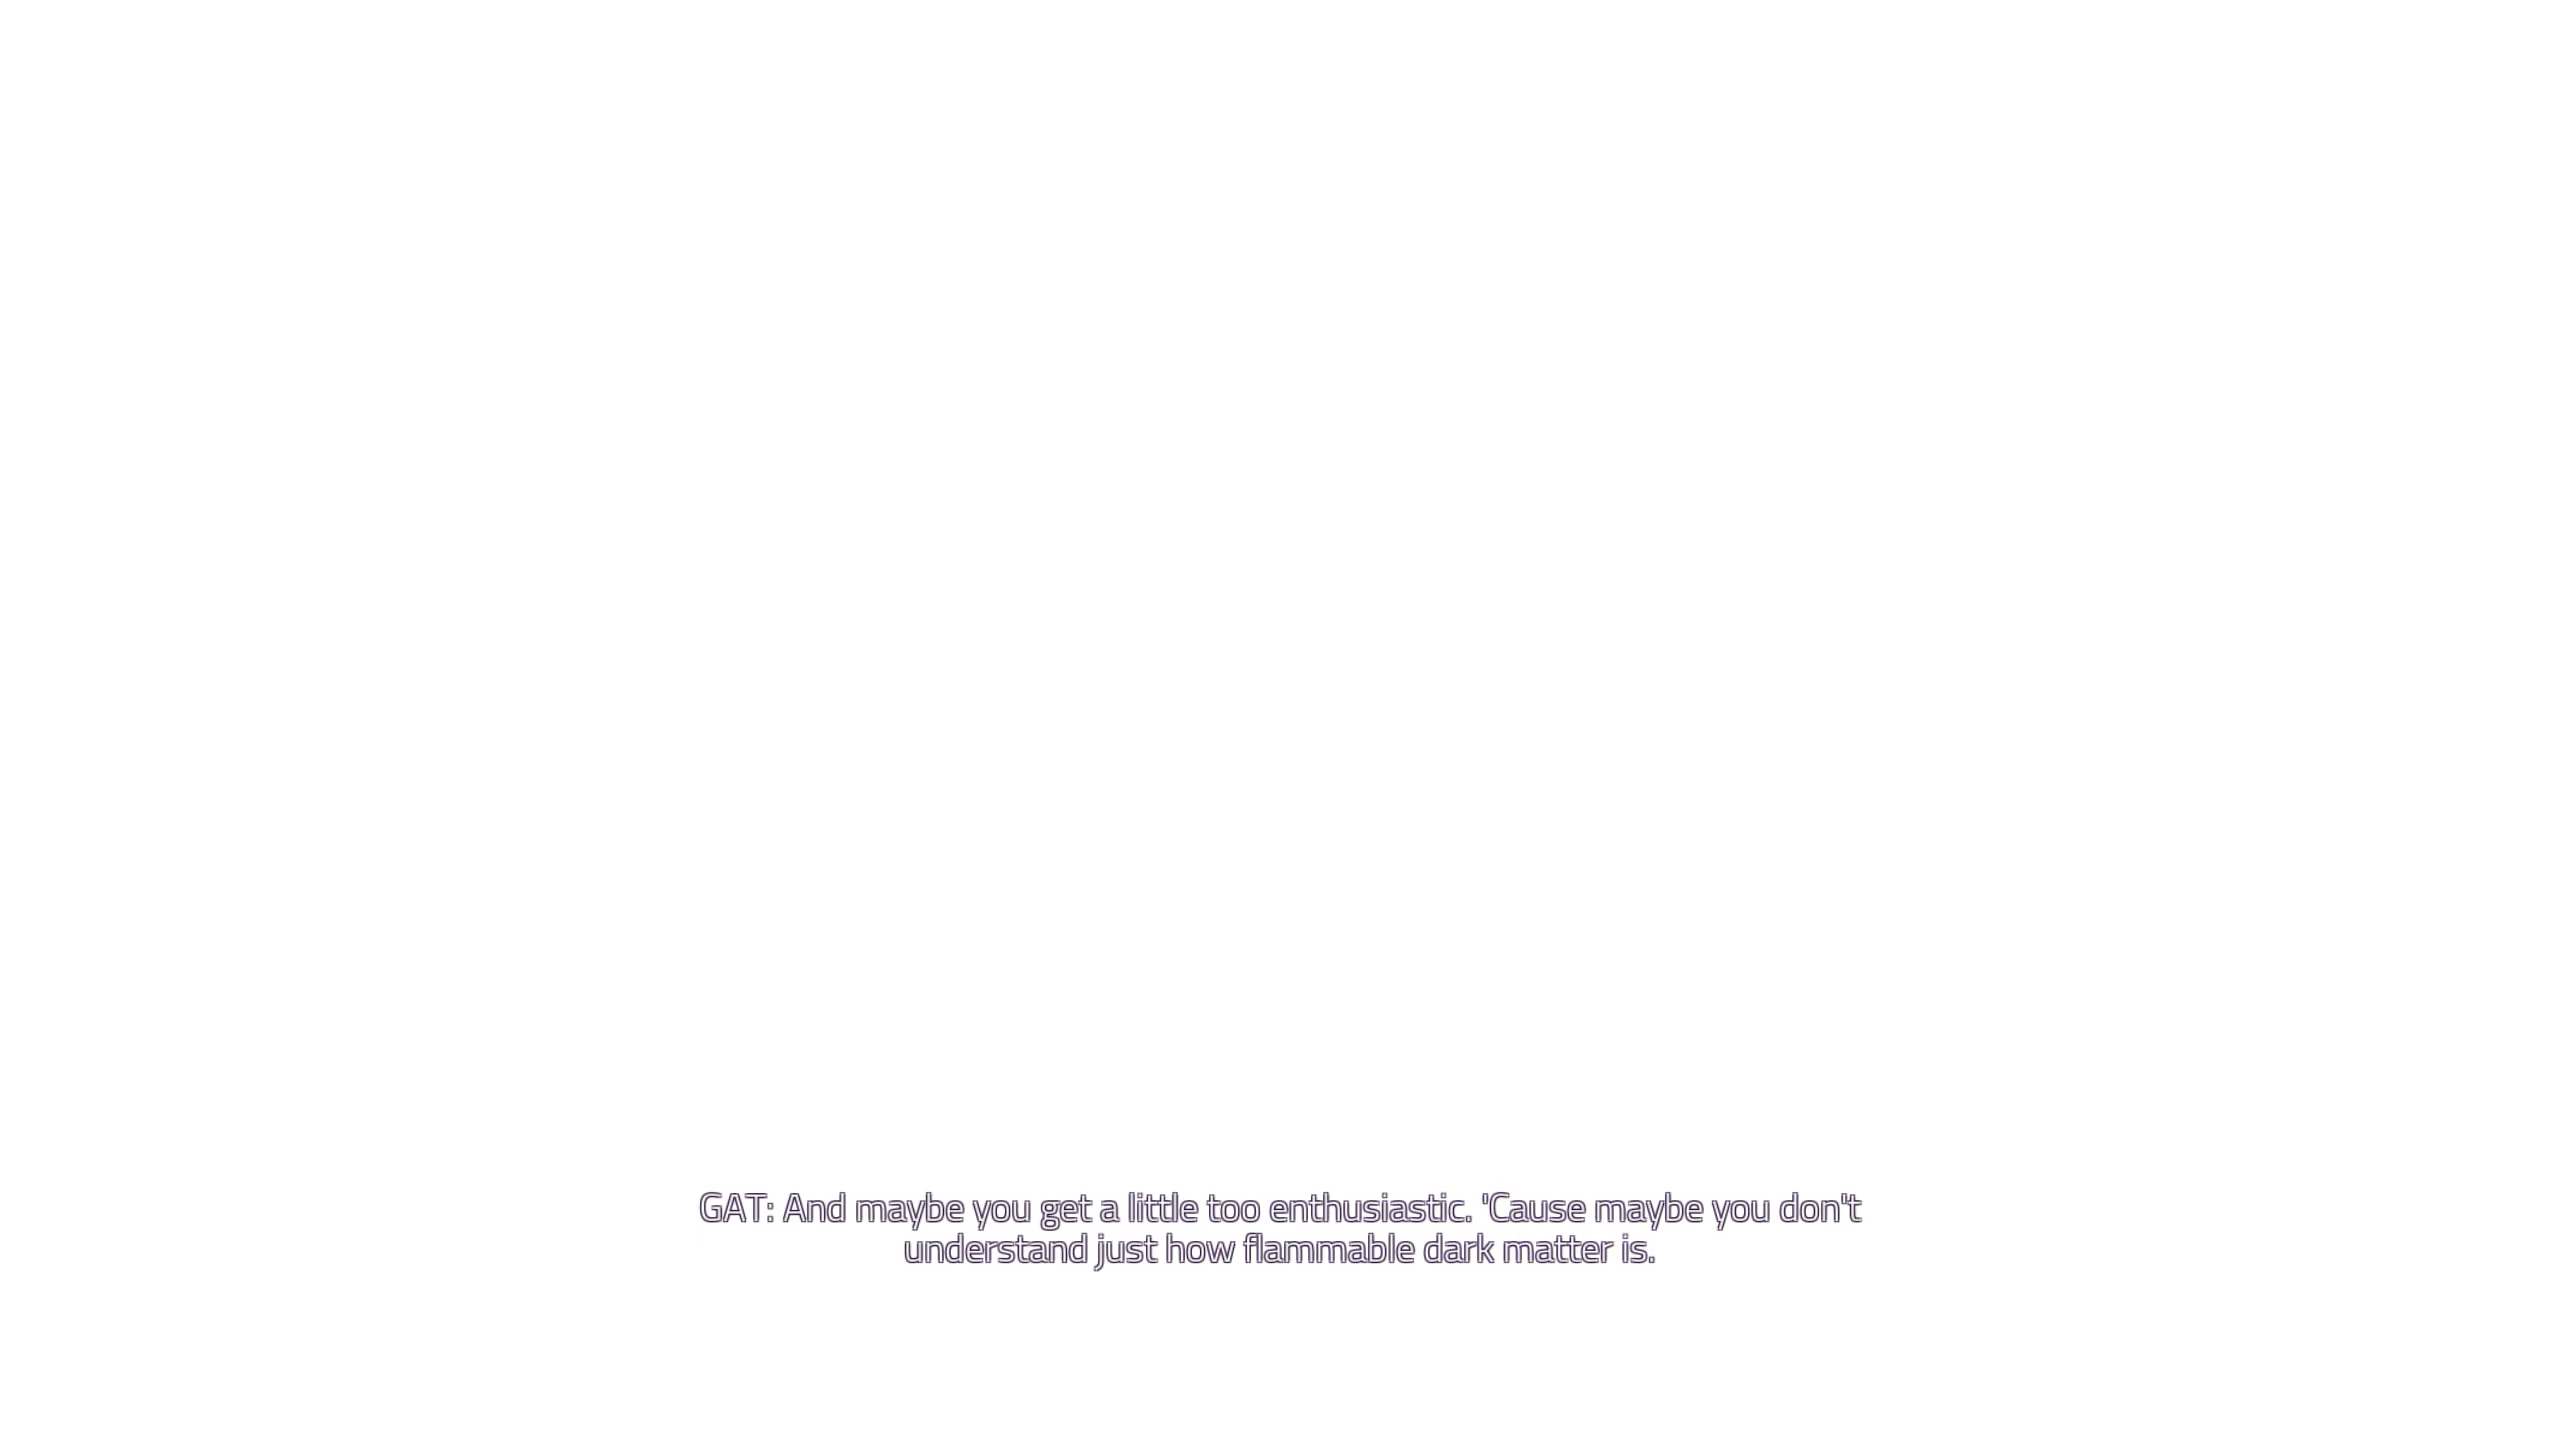 GAT: And maybe you get a little too enthusiastic. 'Cause maybe you don't
understand just how flammable dark matter is.